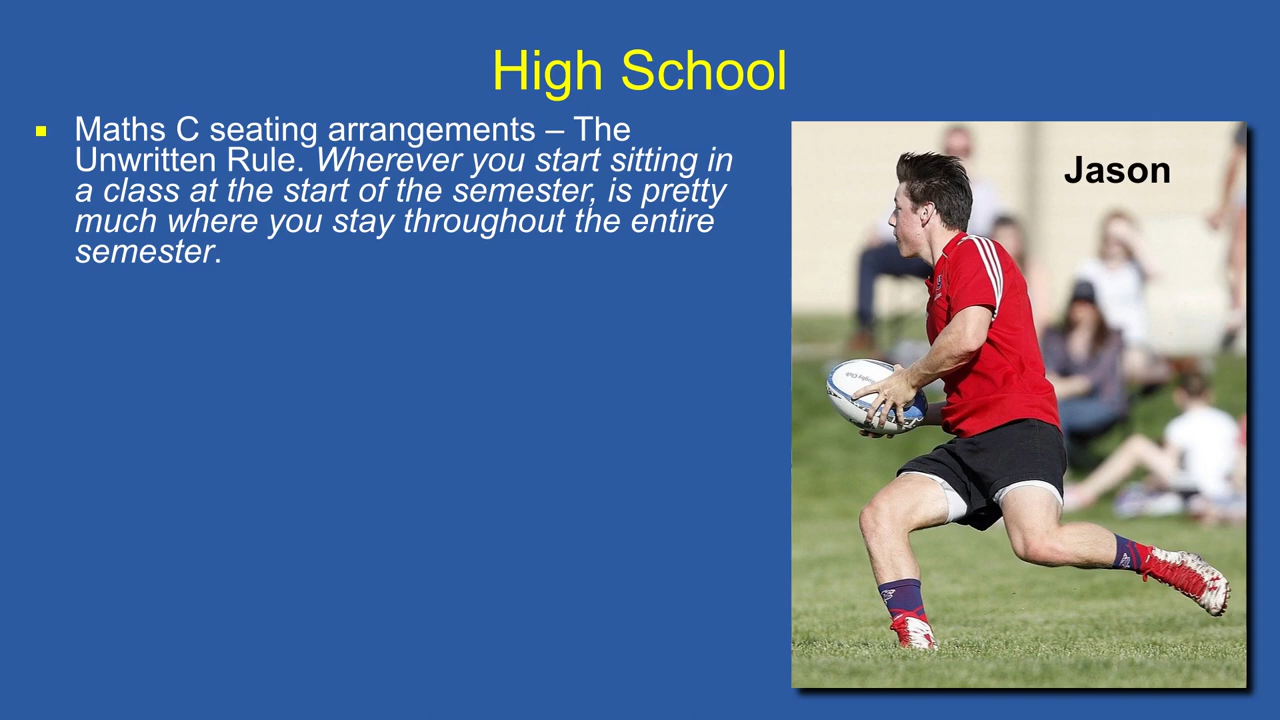 High School
Maths C seating arrangements – The
Unwritten Rule. Wherever you start sitting in
a class at the start of the semester, is pretty
much where you stay throughout the entire
semester.
Jason